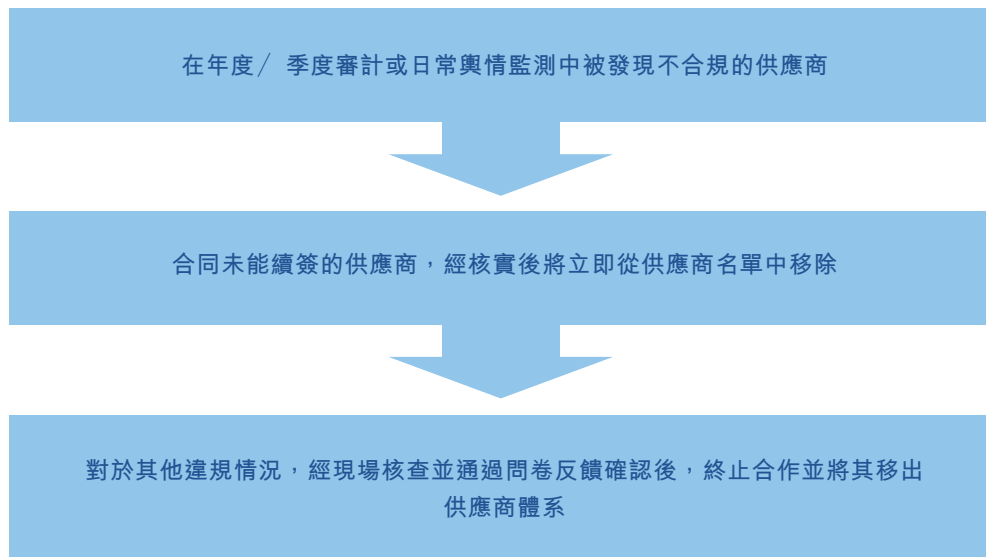 在年度/ 季度審計或日常輿情監測中被發現不合規的供應商
合同未能續簽的供應商，經核實後將立即從供應商名單中移除
對於其他違規情況，經現場核查並通過問卷反饋確認後，終止合作並將其移出
供應商體系